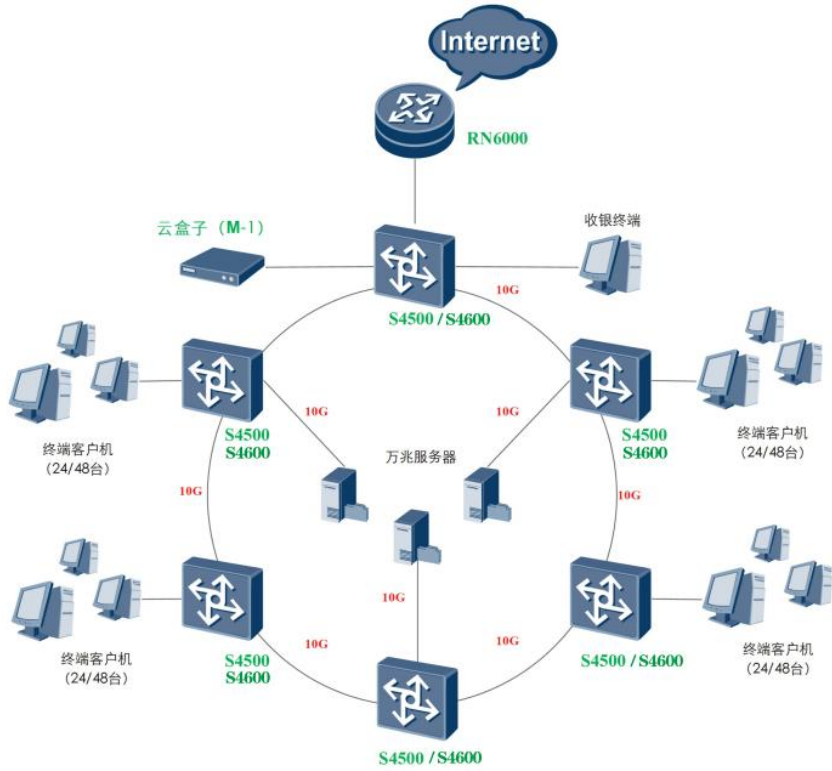 Internet
RN6000
云盒子（M-1）
收银终端
10G
S4500 / S4600
S4500
S4600
10G
10G
S4500
S4600
终端客户机
（24/48台）
万兆服务器
终端客户机
（24/48台）
10G
10G
10G
S4500
S4600
10G
10G
S4500 / S4600
终端客户机
（24/48台）
终端客户机
（24/48台）
S4500 / S4600